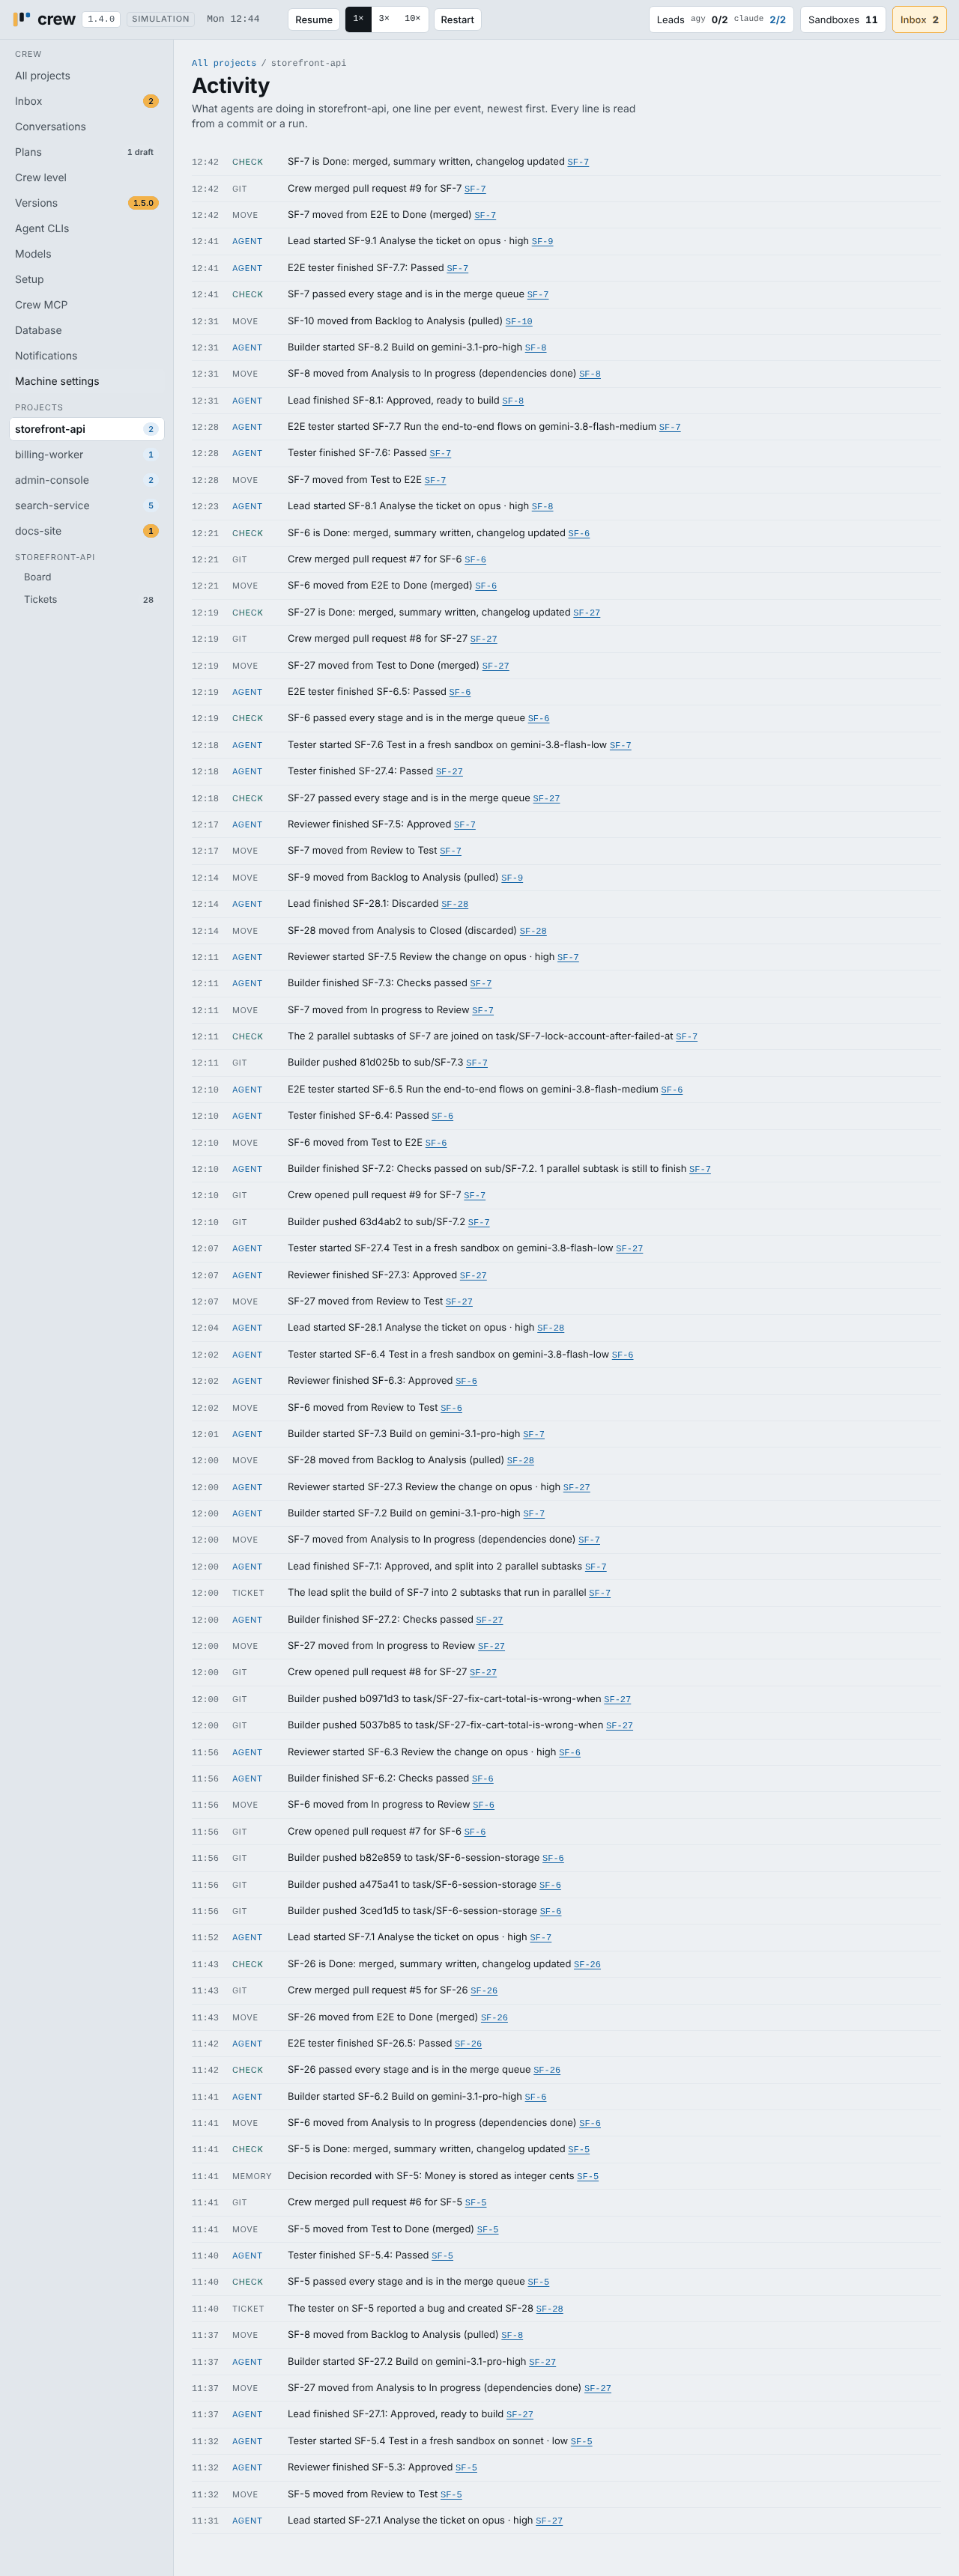 crew 1.4.0 SIMULATION Mon 12:44 Resume 1× 3× 10× Restart Leads agy 0/2 claude 2/2 Sandboxes 11 Inbox 2
CREW
All projects
Inbox 2
Conversations
Plans 1 draft
Crew level
Versions 1.5.0
Agent CLIs
Models
Setup
Crew MCP
Database
Notifications
Machine settings
PROJECTS
storefront-api 2
billing-worker 1
admin-console 2
search-service 5
docs-site 1
STOREFRONT-API
Board
Tickets 28
All projects / storefront-api
Activity
What agents are doing in storefront-api, one line per event, newest first. Every line is read
from a commit or a run.
12:42 CHECK SF-7 is Done: merged, summary written, changelog updated SF-7
12:42 GIT Crew merged pull request #9 for SF-7 SF-7
12:42 MOVE SF-7 moved from E2E to Done (merged) SF-7
12:41 AGENT Lead started SF-9.1 Analyse the ticket on opus · high SF-9
12:41 AGENT E2E tester finished SF-7.7: Passed SF-7
12:41 CHECK SF-7 passed every stage and is in the merge queue SF-7
12:31 MOVE SF-10 moved from Backlog to Analysis (pulled) SF-10
12:31 AGENT Builder started SF-8.2 Build on gemini-3.1-pro-high SF-8
12:31 MOVE SF-8 moved from Analysis to In progress (dependencies done) SF-8
12:31 AGENT Lead finished SF-8.1: Approved, ready to build SF-8
12:28 AGENT E2E tester started SF-7.7 Run the end-to-end flows on gemini-3.8-flash-medium SF-7
12:28 AGENT Tester finished SF-7.6: Passed SF-7
12:28 MOVE SF-7 moved from Test to E2E SF-7
12:23 AGENT Lead started SF-8.1 Analyse the ticket on opus · high SF-8
12:21 CHECK SF-6 is Done: merged, summary written, changelog updated SF-6
12:21 GIT Crew merged pull request #7 for SF-6 SF-6
12:21 MOVE SF-6 moved from E2E to Done (merged) SF-6
12:19 CHECK SF-27 is Done: merged, summary written, changelog updated SF-27
12:19 GIT Crew merged pull request #8 for SF-27 SF-27
12:19 MOVE SF-27 moved from Test to Done (merged) SF-27
12:19 AGENT E2E tester finished SF-6.5: Passed SF-6
12:19 CHECK SF-6 passed every stage and is in the merge queue SF-6
12:18 AGENT Tester started SF-7.6 Test in a fresh sandbox on gemini-3.8-flash-low SF-7
12:18 AGENT Tester finished SF-27.4: Passed SF-27
12:18 CHECK SF-27 passed every stage and is in the merge queue SF-27
12:17 AGENT Reviewer finished SF-7.5: Approved SF-7
12:17 MOVE SF-7 moved from Review to Test SF-7
12:14 MOVE SF-9 moved from Backlog to Analysis (pulled) SF-9
12:14 AGENT Lead finished SF-28.1: Discarded SF-28
12:14 MOVE SF-28 moved from Analysis to Closed (discarded) SF-28
12:11 AGENT Reviewer started SF-7.5 Review the change on opus · high SF-7
12:11 AGENT Builder finished SF-7.3: Checks passed SF-7
12:11 MOVE SF-7 moved from In progress to Review SF-7
12:11 CHECK The 2 parallel subtasks of SF-7 are joined on task/SF-7-lock-account-after-failed-at SF-7
12:11 GIT Builder pushed 81d025b to sub/SF-7.3 SF-7
12:10 AGENT E2E tester started SF-6.5 Run the end-to-end flows on gemini-3.8-flash-medium SF-6
12:10 AGENT Tester finished SF-6.4: Passed SF-6
12:10 MOVE SF-6 moved from Test to E2E SF-6
12:10 AGENT Builder finished SF-7.2: Checks passed on sub/SF-7.2. 1 parallel subtask is still to finish SF-7
12:10 GIT Crew opened pull request #9 for SF-7 SF-7
12:10 GIT Builder pushed 63d4ab2 to sub/SF-7.2 SF-7
12:07 AGENT Tester started SF-27.4 Test in a fresh sandbox on gemini-3.8-flash-low SF-27
12:07 AGENT Reviewer finished SF-27.3: Approved SF-27
12:07 MOVE SF-27 moved from Review to Test SF-27
12:04 AGENT Lead started SF-28.1 Analyse the ticket on opus · high SF-28
12:02 AGENT Tester started SF-6.4 Test in a fresh sandbox on gemini-3.8-flash-low SF-6
12:02 AGENT Reviewer finished SF-6.3: Approved SF-6
12:02 MOVE SF-6 moved from Review to Test SF-6
12:01 AGENT Builder started SF-7.3 Build on gemini-3.1-pro-high SF-7
12:00 MOVE SF-28 moved from Backlog to Analysis (pulled) SF-28
12:00 AGENT Reviewer started SF-27.3 Review the change on opus · high SF-27
12:00 AGENT Builder started SF-7.2 Build on gemini-3.1-pro-high SF-7
12:00 MOVE SF-7 moved from Analysis to In progress (dependencies done) SF-7
12:00 AGENT Lead finished SF-7.1: Approved, and split into 2 parallel subtasks SF-7
12:00 TICKET The lead split the build of SF-7 into 2 subtasks that run in parallel SF-7
12:00 AGENT Builder finished SF-27.2: Checks passed SF-27
12:00 MOVE SF-27 moved from In progress to Review SF-27
12:00 GIT Crew opened pull request #8 for SF-27 SF-27
12:00 GIT Builder pushed b0971d3 to task/SF-27-fix-cart-total-is-wrong-when SF-27
12:00 GIT Builder pushed 5037b85 to task/SF-27-fix-cart-total-is-wrong-when SF-27
11:56 AGENT Reviewer started SF-6.3 Review the change on opus · high SF-6
11:56 AGENT Builder finished SF-6.2: Checks passed SF-6
11:56 MOVE SF-6 moved from In progress to Review SF-6
11:56 GIT Crew opened pull request #7 for SF-6 SF-6
11:56 GIT Builder pushed b82e859 to task/SF-6-session-storage SF-6
11:56 GIT Builder pushed a475a41 to task/SF-6-session-storage SF-6
11:56 GIT Builder pushed 3ced1d5 to task/SF-6-session-storage SF-6
11:52 AGENT Lead started SF-7.1 Analyse the ticket on opus · high SF-7
11:43 CHECK SF-26 is Done: merged, summary written, changelog updated SF-26
11:43 GIT Crew merged pull request #5 for SF-26 SF-26
11:43 MOVE SF-26 moved from E2E to Done (merged) SF-26
11:42 AGENT E2E tester finished SF-26.5: Passed SF-26
11:42 CHECK SF-26 passed every stage and is in the merge queue SF-26
11:41 AGENT Builder started SF-6.2 Build on gemini-3.1-pro-high SF-6
11:41 MOVE SF-6 moved from Analysis to In progress (dependencies done) SF-6
11:41 CHECK SF-5 is Done: merged, summary written, changelog updated SF-5
11:41 MEMORY Decision recorded with SF-5: Money is stored as integer cents SF-5
11:41 GIT Crew merged pull request #6 for SF-5 SF-5
11:41 MOVE SF-5 moved from Test to Done (merged) SF-5
11:40 AGENT Tester finished SF-5.4: Passed SF-5
11:40 CHECK SF-5 passed every stage and is in the merge queue SF-5
11:40 TICKET The tester on SF-5 reported a bug and created SF-28 SF-28
11:37 MOVE SF-8 moved from Backlog to Analysis (pulled) SF-8
11:37 AGENT Builder started SF-27.2 Build on gemini-3.1-pro-high SF-27
11:37 MOVE SF-27 moved from Analysis to In progress (dependencies done) SF-27
11:37 AGENT Lead finished SF-27.1: Approved, ready to build SF-27
11:32 AGENT Tester started SF-5.4 Test in a fresh sandbox on sonnet · low SF-5
11:32 AGENT Reviewer finished SF-5.3: Approved SF-5
11:32 MOVE SF-5 moved from Review to Test SF-5
11:31 AGENT Lead started SF-27.1 Analyse the ticket on opus · high SF-27